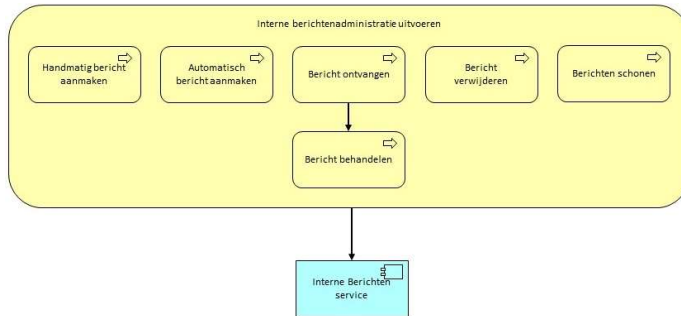 Interne berichtenadministratie uitvoeren
Handmatig bericht
aanmaken
Automatisch
bericht aanmaken
Bericht ontvangen
Bericht
verwijderen
Berichten schonen
Bericht behandelen
Interne Berichten
service